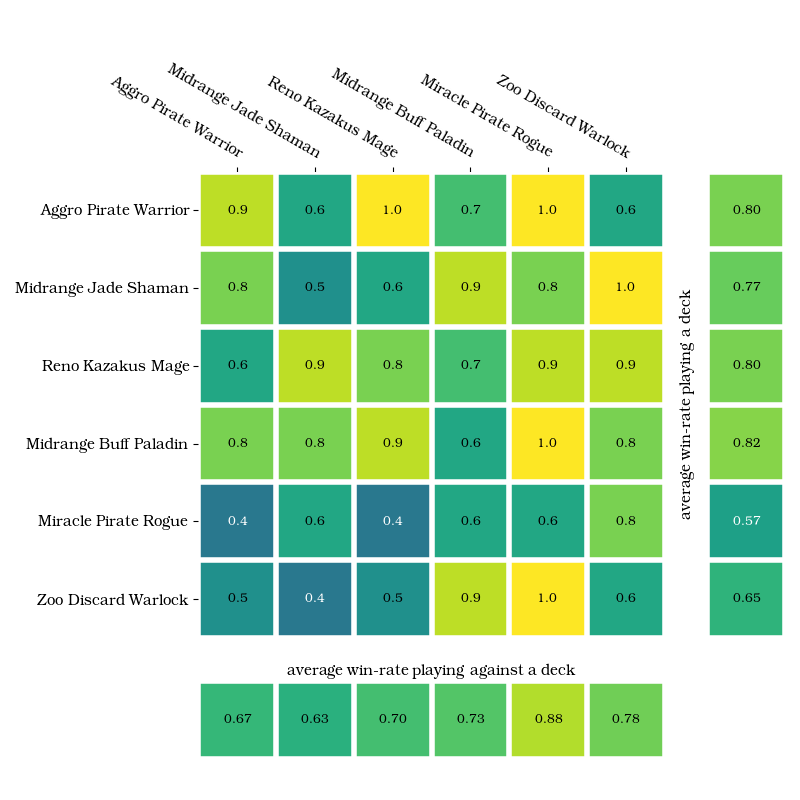 Aggro Pirate Warrior
Midrange Jade Shaman
Reno Kazakus Mage
Midrange Buff Paladin
Miracle Pirate Rogue
Zoo Discard Warlock
Aggro Pirate Warrior 0.9 0.6 1.0 0.7 1.0 0.6 0.80
Midrange Jade Shaman 0.8 0.5 0.6 0.9 0.8 1.0 0.77
Reno Kazakus Mage 0.6 0.9 0.8 0.7 0.9 0.9 0.80
Midrange Buff Paladin 0.8 0.8 0.9 0.6 1.0 0.8 0.82
Miracle Pirate Rogue 0.4 0.6 0.4 0.6 0.6 0.8 0.57
Zoo Discard Warlock 0.5 0.4 0.5 0.9 1.0 0.6 0.65
average win-rate playing a deck
average win-rate playing against a deck
0.67 0.63 0.70 0.73 0.88 0.78